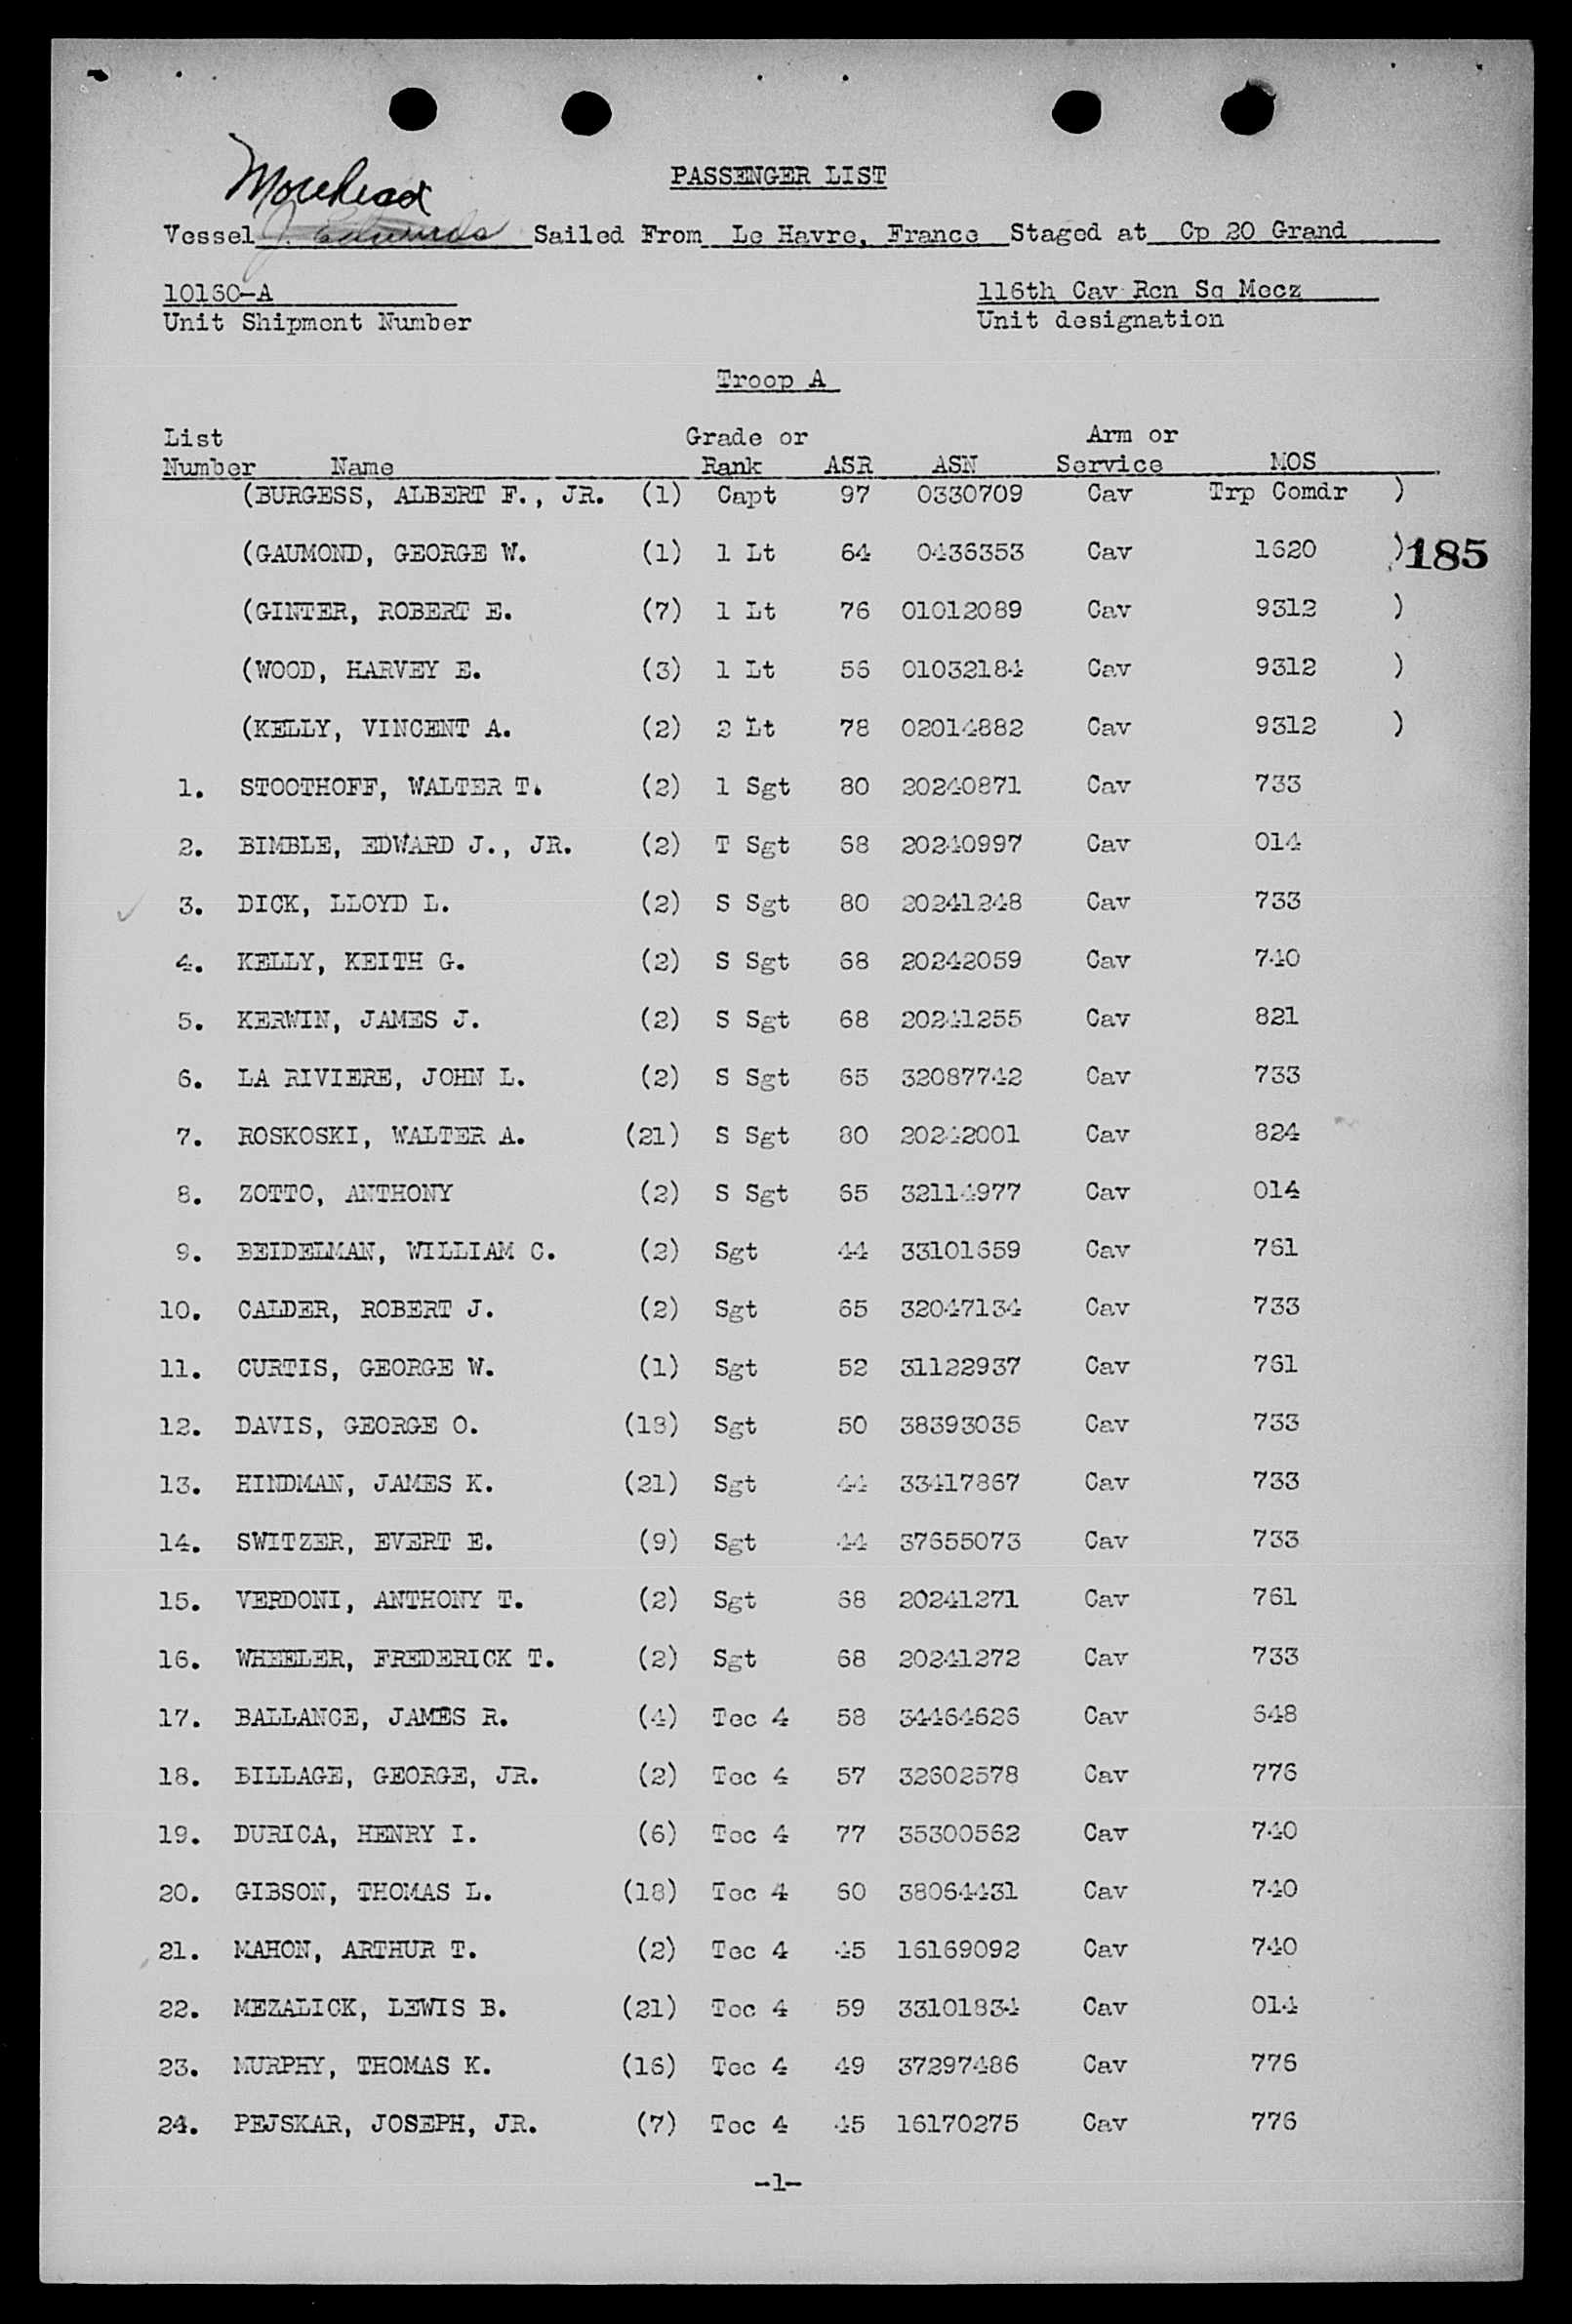 PASSENGER LIST
Morehead
Vessel J. Edwards Sailed From Le Havre, France Staged at Cp 20 Grand
10160-A 116th Cav Rcn Sq Mecz
Unit Shipment Number Unit designation
Troop A
List Grade or Arm or
Number Name Rank ASR ASN Service MOS
(BURGESS, ALBERT F., JR. (1) Capt 97 0330709 Cav Trp Comdr )
(GAUMOND, GEORGE W. (1) 1 Lt 64 0436353 Cav 1620 ) 185
(GINTER, ROBERT E. (7) 1 Lt 76 01012089 Cav 9312 )
(WOOD, HARVEY E. (3) 1 Lt 56 01032184 Cav 9312 )
(KELLY, VINCENT A. (2) 2 Lt 78 02014882 Cav 9312 )
1. STOOTHOFF, WALTER T. (2) 1 Sgt 80 20240871 Cav 733
2. BIMBLE, EDWARD J., JR. (2) T Sgt 68 20240997 Cav 014
3. DICK, LLOYD L. (2) S Sgt 80 20241248 Cav 733
4. KELLY, KEITH G. (2) S Sgt 68 20242059 Cav 740
5. KERWIN, JAMES J. (2) S Sgt 68 20241255 Cav 821
6. LA RIVIERE, JOHN L. (2) S Sgt 65 32087742 Cav 733
7. ROSKOSKI, WALTER A. (21) S Sgt 80 20242001 Cav 824
8. ZOTTO, ANTHONY (2) S Sgt 65 32114977 Cav 014
9. BEIDELMAN, WILLIAM C. (2) Sgt 44 33101659 Cav 761
10. CALDER, ROBERT J. (2) Sgt 65 32047134 Cav 733
11. CURTIS, GEORGE W. (1) Sgt 52 31122937 Cav 761
12. DAVIS, GEORGE O. (18) Sgt 50 38393035 Cav 733
13. HINDMAN, JAMES K. (21) Sgt 44 33417867 Cav 733
14. SWITZER, EVERT E. (9) Sgt 44 37655073 Cav 733
15. VERDONI, ANTHONY T. (2) Sgt 68 20241271 Cav 761
16. WHEELER, FREDERICK T. (2) Sgt 68 20241272 Cav 733
17. BALLANCE, JAMES R. (4) Tec 4 58 34464626 Cav 648
18. BILLAGE, GEORGE, JR. (2) Tec 4 57 32602578 Cav 776
19. DURICA, HENRY I. (6) Tec 4 77 35300562 Cav 740
20. GIBSON, THOMAS L. (18) Tec 4 60 38064431 Cav 740
21. MAHON, ARTHUR T. (2) Tec 4 45 16169092 Cav 740
22. MEZALICK, LEWIS B. (21) Tec 4 59 33101834 Cav 014
23. MURPHY, THOMAS K. (16) Tec 4 49 37297486 Cav 776
24. PEJSKAR, JOSEPH, JR. (7) Tec 4 45 16170275 Cav 776
-1-